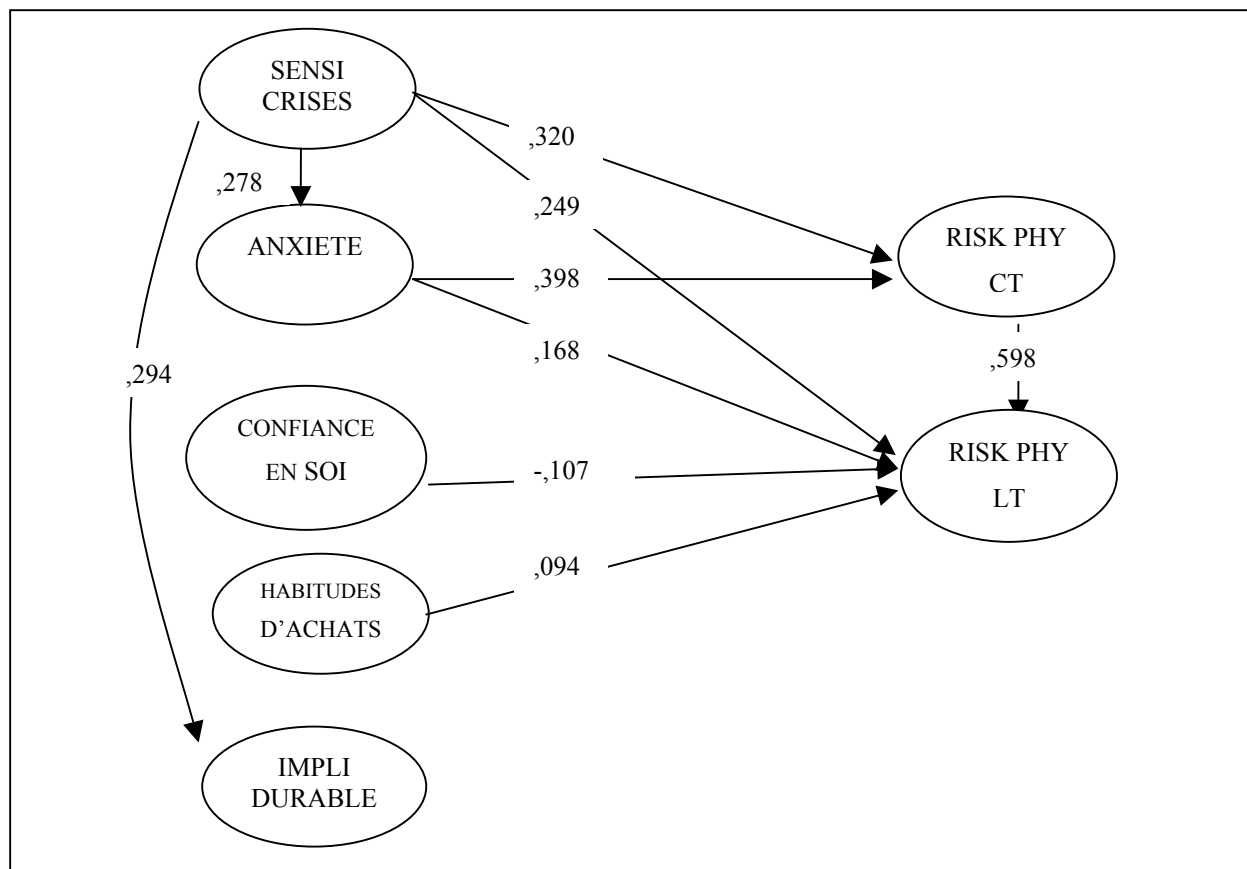 SENSI
CRISES
,320
,278
,249
ANXIETE
RISK PHY
CT
,398
,168
,598
,294
CONFIANCE
EN SOI
RISK PHY
LT
-,107
,094
HABITUDES
D’ACHATS
IMPLI
DURABLE